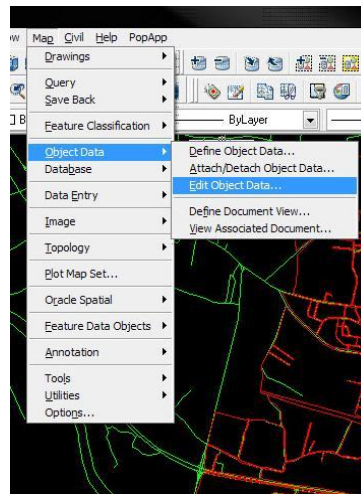 Map Civil Help PopApp
Drawings
Query
Save Back
ByLayer
Feature Classification
Object Data
Define Object Data...
Database
Attach/Detach Object Data...
Edit Object Data...
Data Entry
Define Document View...
Image
View Associated Document...
Topology
Plot Map Set...
Oracle Spatial
Feature Data Objects
Annotation
Tools
Utilities
Options...